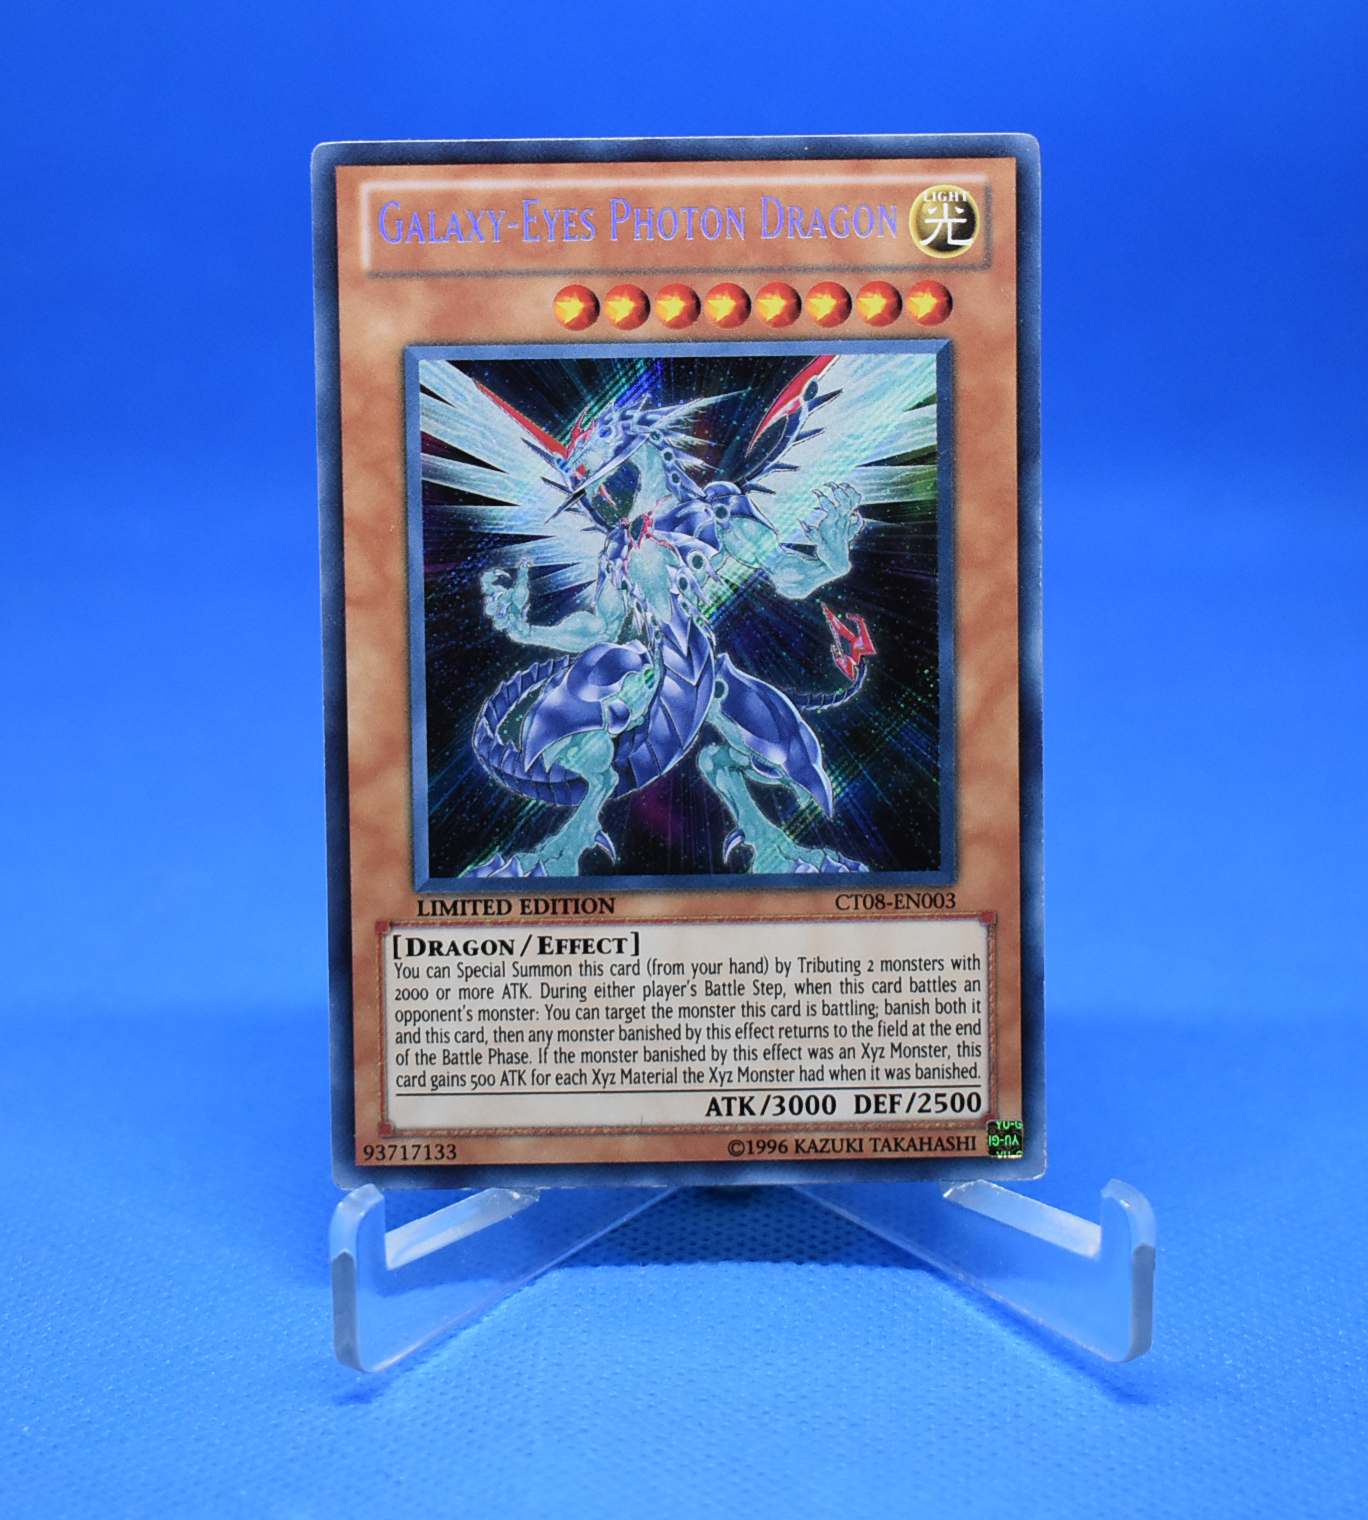 GALAXY-EYES PHOTON DRAGON
LIGHT
光
LIMITED EDITION
CT08-EN003
[DRAGON/EFFECT]
You can Special Summon this card (from your hand) by Tributing 2 monsters with
2000 or more ATK. During either player's Battle Step, when this card battles an
opponent's monster: You can target the monster this card is battling; banish both it
and this card, then any monster banished by this effect returns to the field at the end
of the Battle Phase. If the monster banished by this effect was an Xyz Monster, this
card gains 500 ATK for each Xyz Material the Xyz Monster had when it was banished.
ATK/3000 DEF/2500
93717133
©1996 KAZUKI TAKAHASHI
YU-G
YU-GI